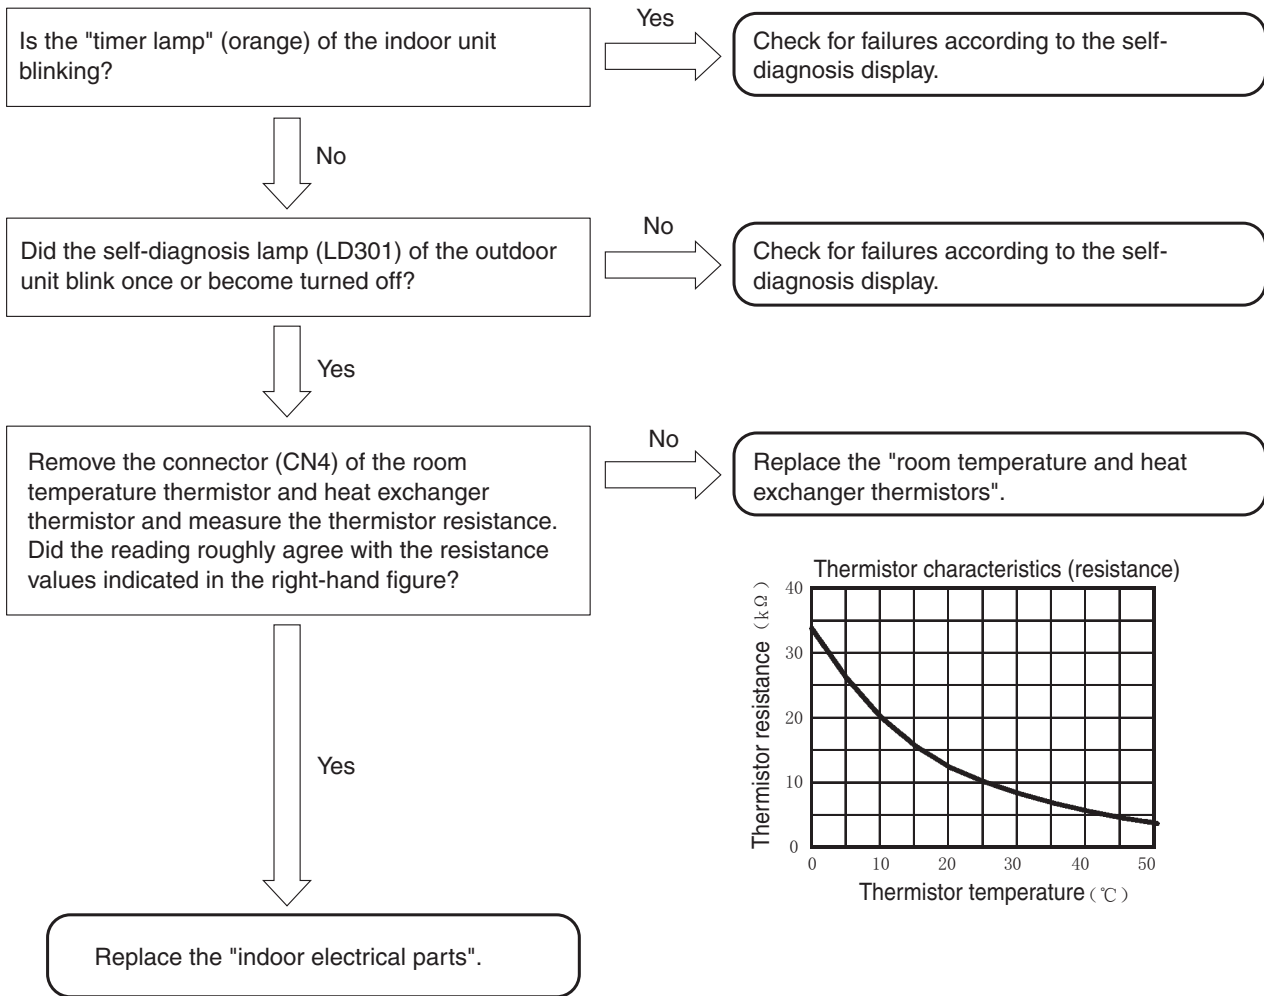 Is the "timer lamp" (orange) of the indoor unit
blinking?
Yes
Check for failures according to the self-
diagnosis display.
No
Did the self-diagnosis lamp (LD301) of the outdoor
unit blink once or become turned off?
No
Check for failures according to the self-
diagnosis display.
Yes
Remove the connector (CN4) of the room
temperature thermistor and heat exchanger
thermistor and measure the thermistor resistance.
Did the reading roughly agree with the resistance
values indicated in the right-hand figure?
No
Replace the "room temperature and heat
exchanger thermistors".
Thermistor characteristics (resistance)
Thermistor resistance (kΩ)
40
30
20
10
0
0 10 20 30 40 50
Thermistor temperature (℃)
Yes
Replace the "indoor electrical parts".